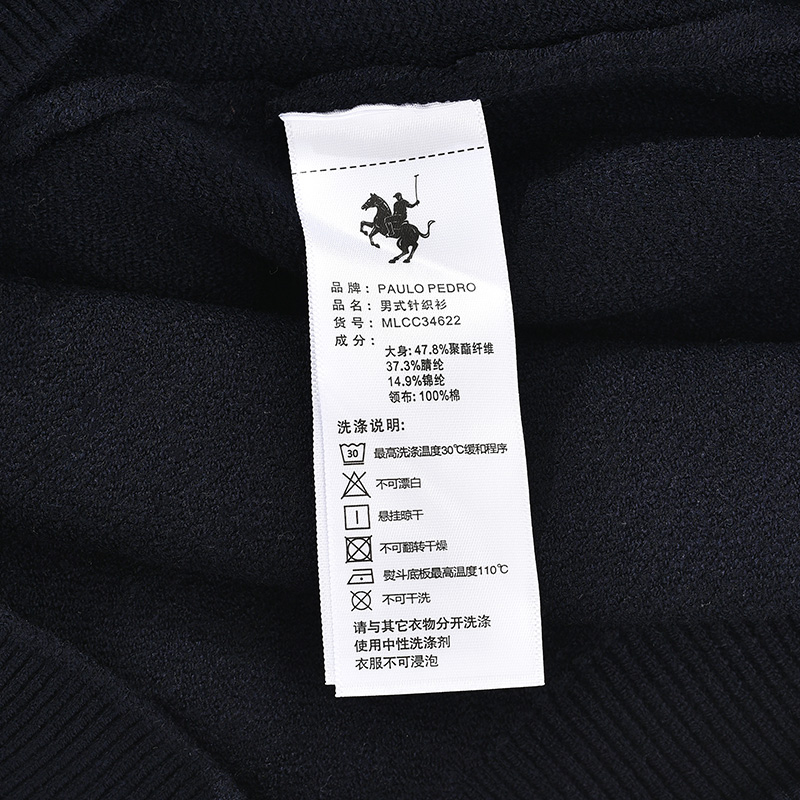 品牌：PAULO PEDRO
品名：男式针织衫
货号：MLCC34622
成分：
大身：47.8%聚酯纤维
37.3%腈纶
14.9%锦纶
领布：100%棉
洗涤说明：
30 最高洗涤温度30℃缓和程序
不可漂白
悬挂晾干
不可翻转干燥
熨斗底板最高温度110℃
不可干洗
请与其它衣物分开洗涤
使用中性洗涤剂
衣服不可浸泡